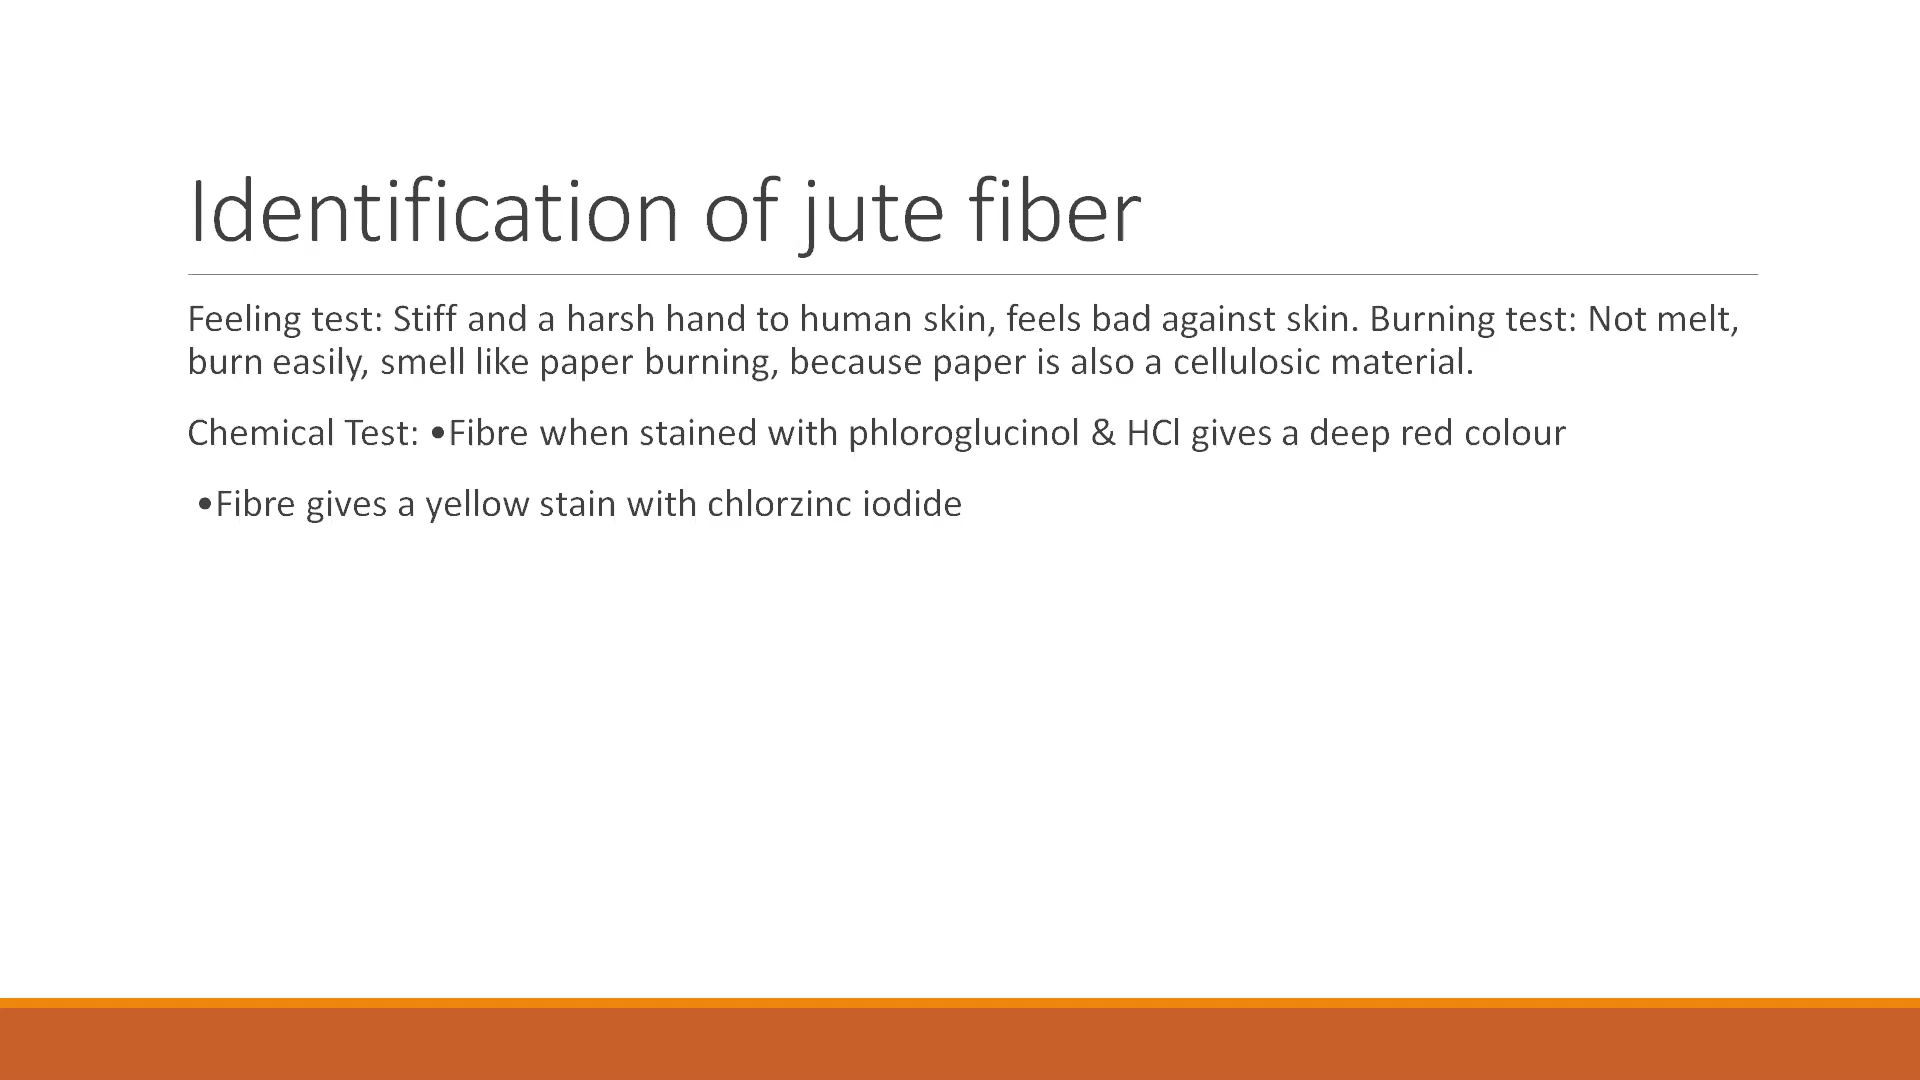 Identification of jute fiber
Feeling test: Stiff and a harsh hand to human skin, feels bad against skin. Burning test: Not melt,
burn easily, smell like paper burning, because paper is also a cellulosic material.
Chemical Test: •Fibre when stained with phloroglucinol & HCl gives a deep red colour
•Fibre gives a yellow stain with chlorzinc iodide